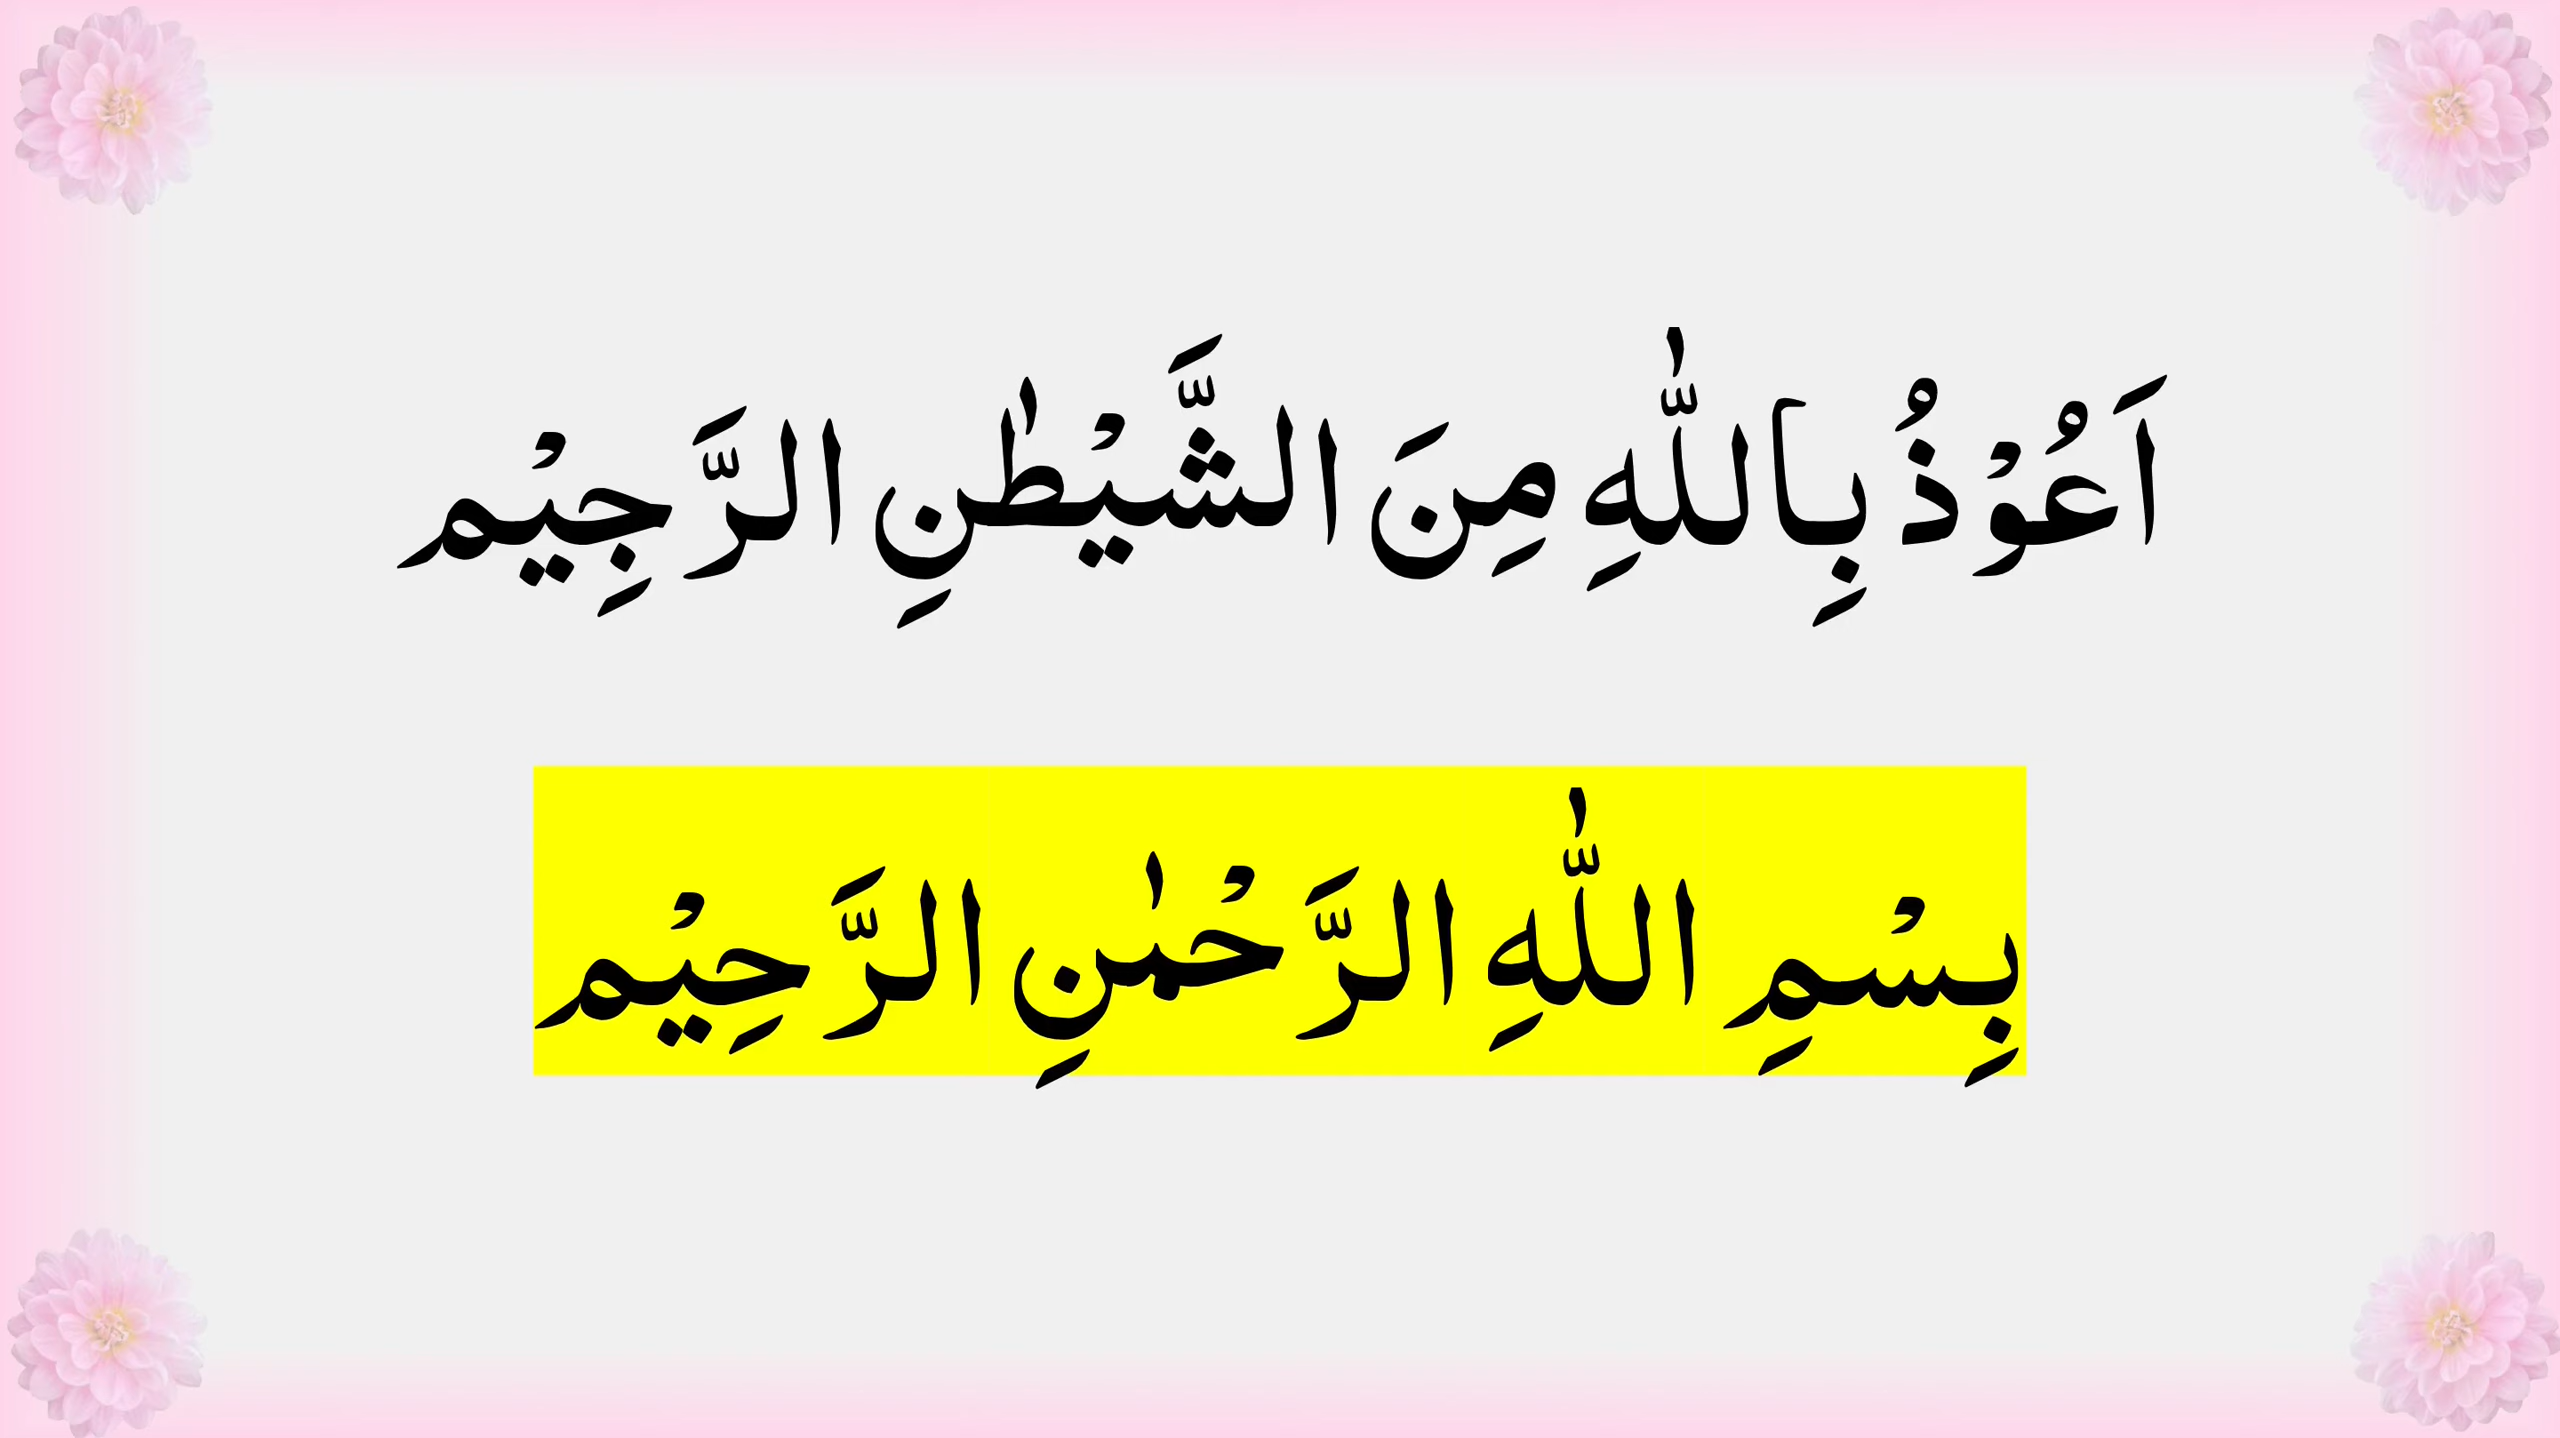 اَعُوْذُ بِاللّٰهِ مِنَ الشَّيْطٰنِ الرَّجِيْم
بِسْمِ اللّٰهِ الرَّحْمٰنِ الرَّحِيْم